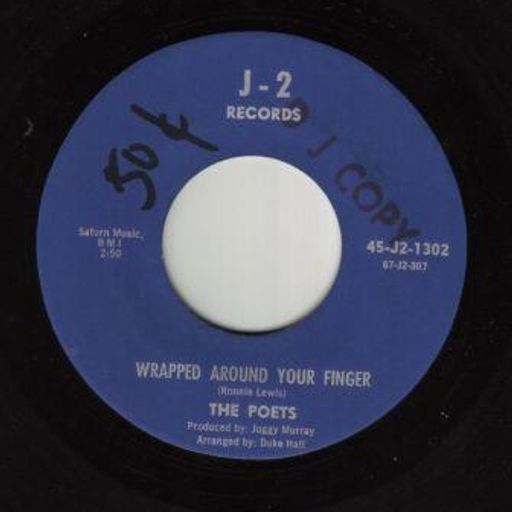 J-2
RECORDS
50¢
D J COPY
Saturn Music,
BMI
2:50
45-J2-1302
67-J2-307
WRAPPED AROUND YOUR FINGER
(Ronnie Lewis)
THE POETS
Produced by: Juggy Murray
Arranged by: Duke Hall